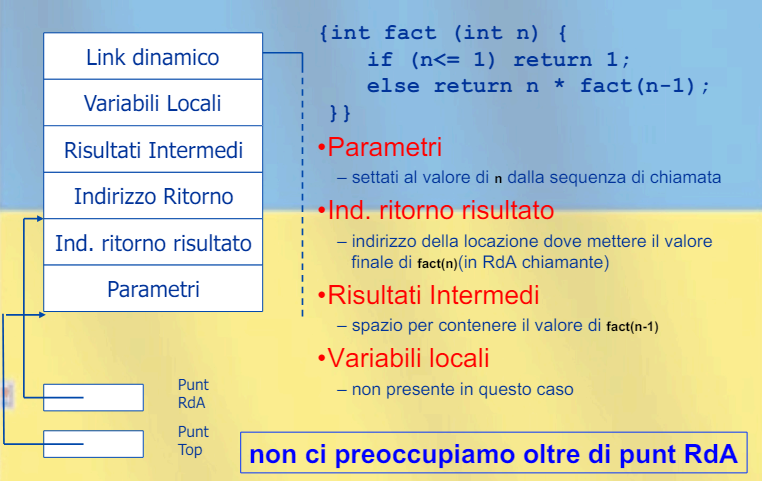 Link dinamico
Variabili Locali
Risultati Intermedi
Indirizzo Ritorno
Ind. ritorno risultato
Parametri
Punt
RdA
Punt
Top
{int fact (int n) {
if (n<= 1) return 1;
else return n * fact(n-1);
}}
•Parametri
– settati al valore di n dalla sequenza di chiamata
•Ind. ritorno risultato
– indirizzo della locazione dove mettere il valore
finale di fact(n)(in RdA chiamante)
•Risultati Intermedi
– spazio per contenere il valore di fact(n-1)
•Variabili locali
– non presente in questo caso
non ci preoccupiamo oltre di punt RdA